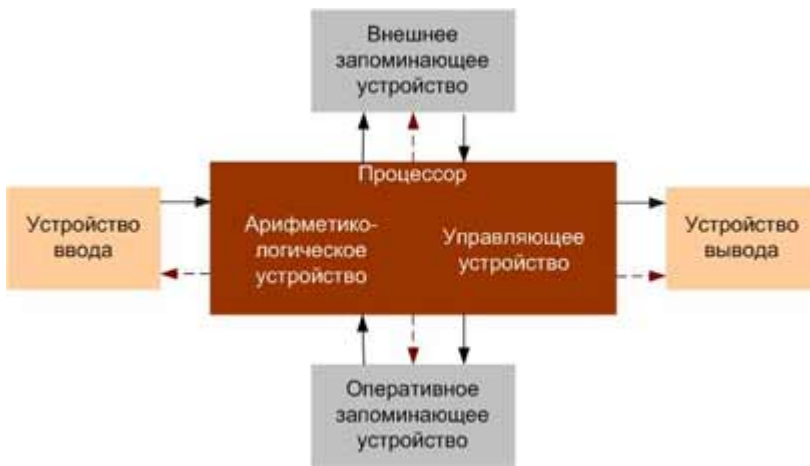 Внешнее
запоминающее
устройство
Процессор
Устройство
ввода
Арифметико-
логическое
устройство
Управляющее
устройство
Устройство
вывода
Оперативное
запоминающее
устройство